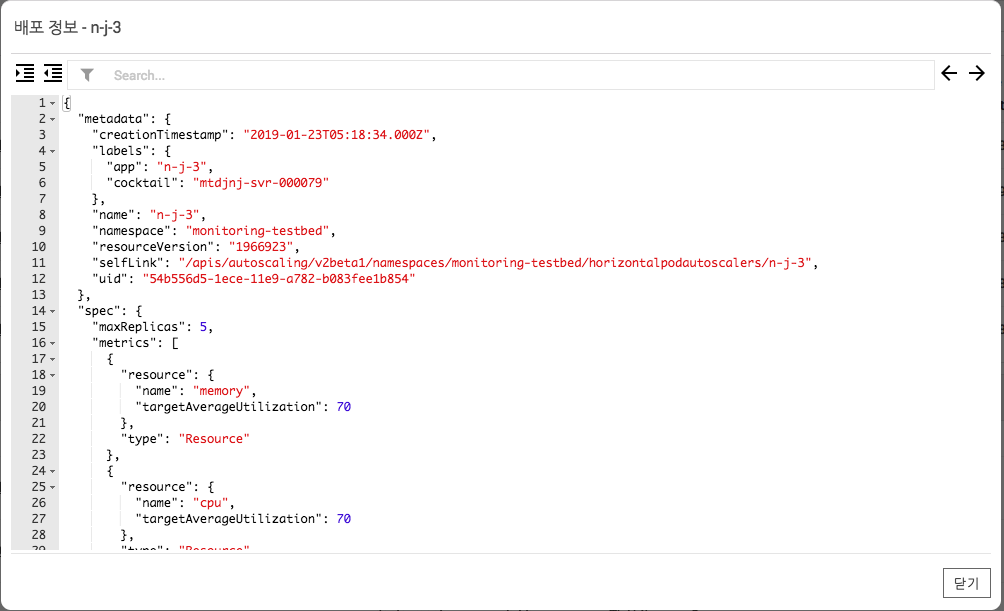 배포 정보 - n-j-3
Search...
1 {
2 "metadata": {
3 "creationTimestamp": "2019-01-23T05:18:34.000Z",
4 "labels": {
5 "app": "n-j-3",
6 "cocktail": "mtdjnj-svr-000079"
7 },
8 "name": "n-j-3",
9 "namespace": "monitoring-testbed",
10 "resourceVersion": "1966923",
11 "selfLink": "/apis/autoscaling/v2beta1/namespaces/monitoring-testbed/horizontalpodautoscalers/n-j-3",
12 "uid": "54b556d5-1ece-11e9-a782-b083fee1b854"
13 },
14 "spec": {
15 "maxReplicas": 5,
16 "metrics": [
17 {
18 "resource": {
19 "name": "memory",
20 "targetAverageUtilization": 70
21 },
22 "type": "Resource"
23 },
24 {
25 "resource": {
26 "name": "cpu",
27 "targetAverageUtilization": 70
28 },
29 "type": "Resource"
닫기